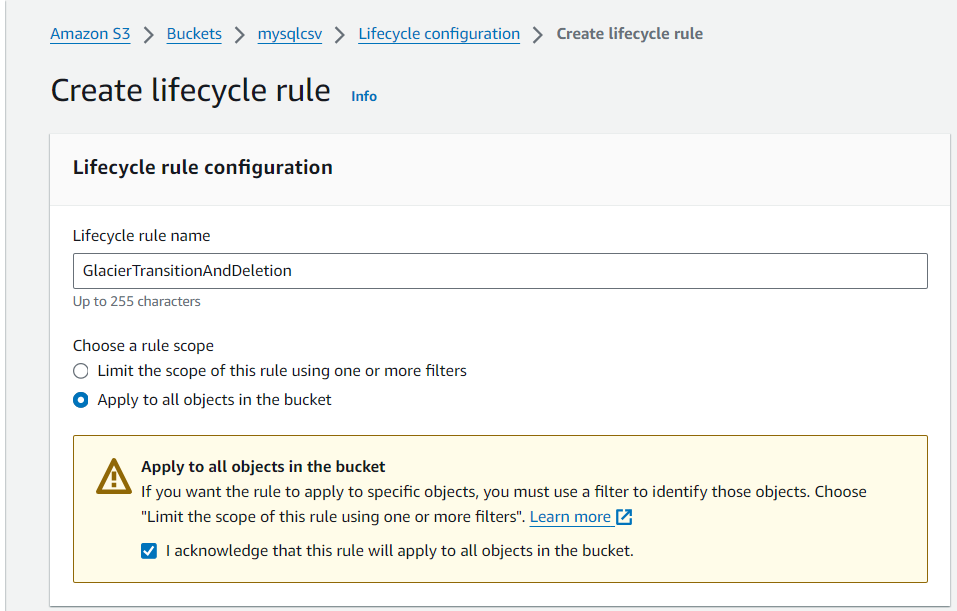 Amazon S3 > Buckets > mysqlcsv > Lifecycle configuration > Create lifecycle rule
Create lifecycle rule Info
Lifecycle rule configuration
Lifecycle rule name
GlacierTransitionAndDeletion
Up to 255 characters
Choose a rule scope
Limit the scope of this rule using one or more filters
Apply to all objects in the bucket
Apply to all objects in the bucket
If you want the rule to apply to specific objects, you must use a filter to identify those objects. Choose
"Limit the scope of this rule using one or more filters". Learn more
I acknowledge that this rule will apply to all objects in the bucket.